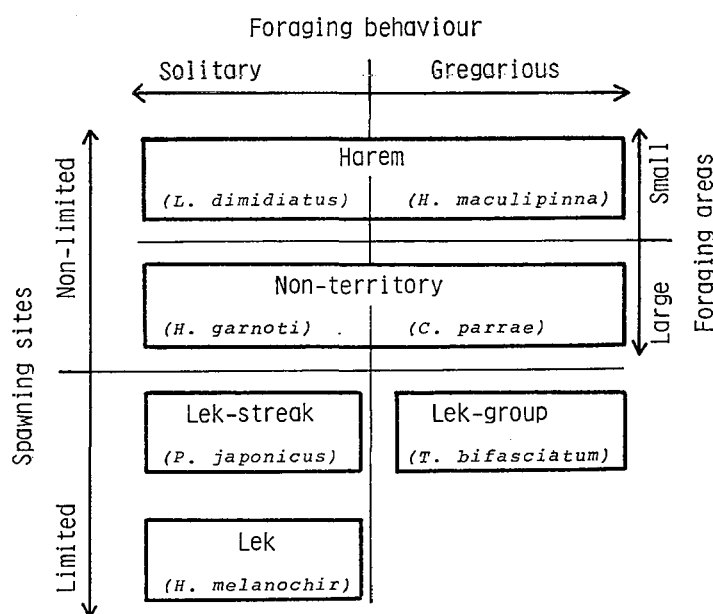 Foraging behaviour
Solitary Gregarious
Harem
(L. dimidiatus) (H. maculipinna)
Non-territory
(H. garnoti) (C. parrae)
Lek-streak Lek-group
(P. japonicus) (T. bifasciatum)
Lek
(H. melanochir)
Spawning sites
Non-limited
Limited
Small
Large
Foraging areas